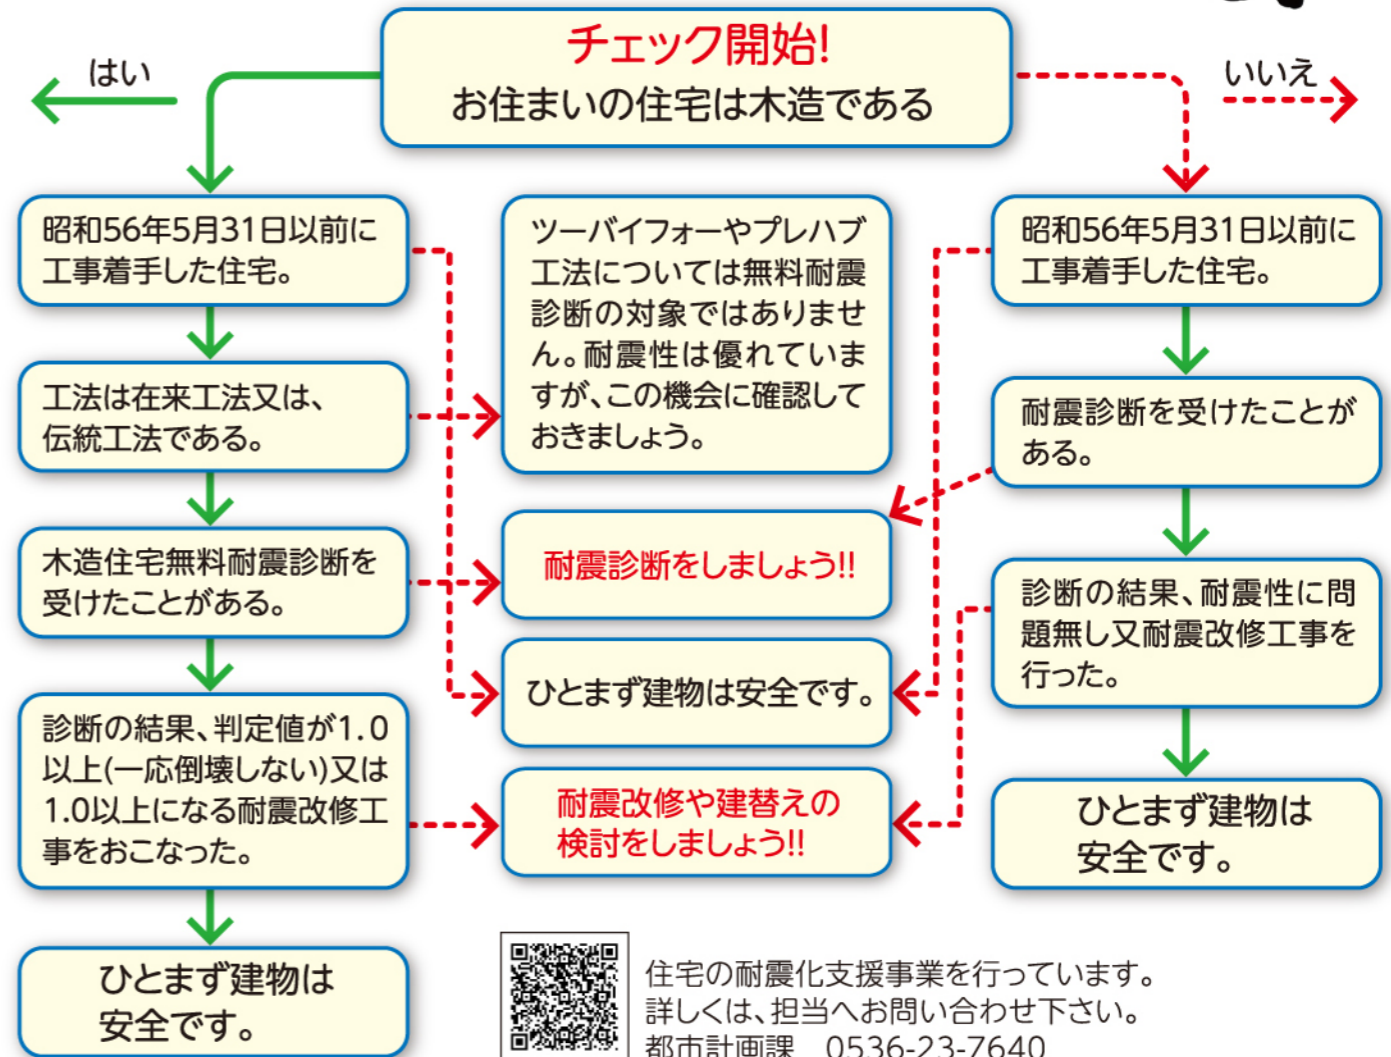 チェック開始!
お住まいの住宅は木造である
はい
いいえ
昭和56年5月31日以前に
工事着手した住宅。
工法は在来工法又は、
伝統工法である。
木造住宅無料耐震診断を
受けたことがある。
診断の結果、判定値が1.0
以上(一応倒壊しない)又は
1.0以上になる耐震改修工
事をおこなった。
ひとまず建物は
安全です。
ツーバイフォーやプレハブ
工法については無料耐震
診断の対象ではありませ
ん。耐震性は優れていま
すが、この機会に確認して
おきましょう。
耐震診断をしましょう!!
ひとまず建物は安全です。
耐震改修や建替えの
検討をしましょう!!
昭和56年5月31日以前に
工事着手した住宅。
耐震診断を受けたことが
ある。
診断の結果、耐震性に問
題無し又耐震改修工事を
行った。
ひとまず建物は
安全です。
住宅の耐震化支援事業を行っています。
詳しくは、担当へお問い合わせ下さい。
都市計画課 0536-23-7640